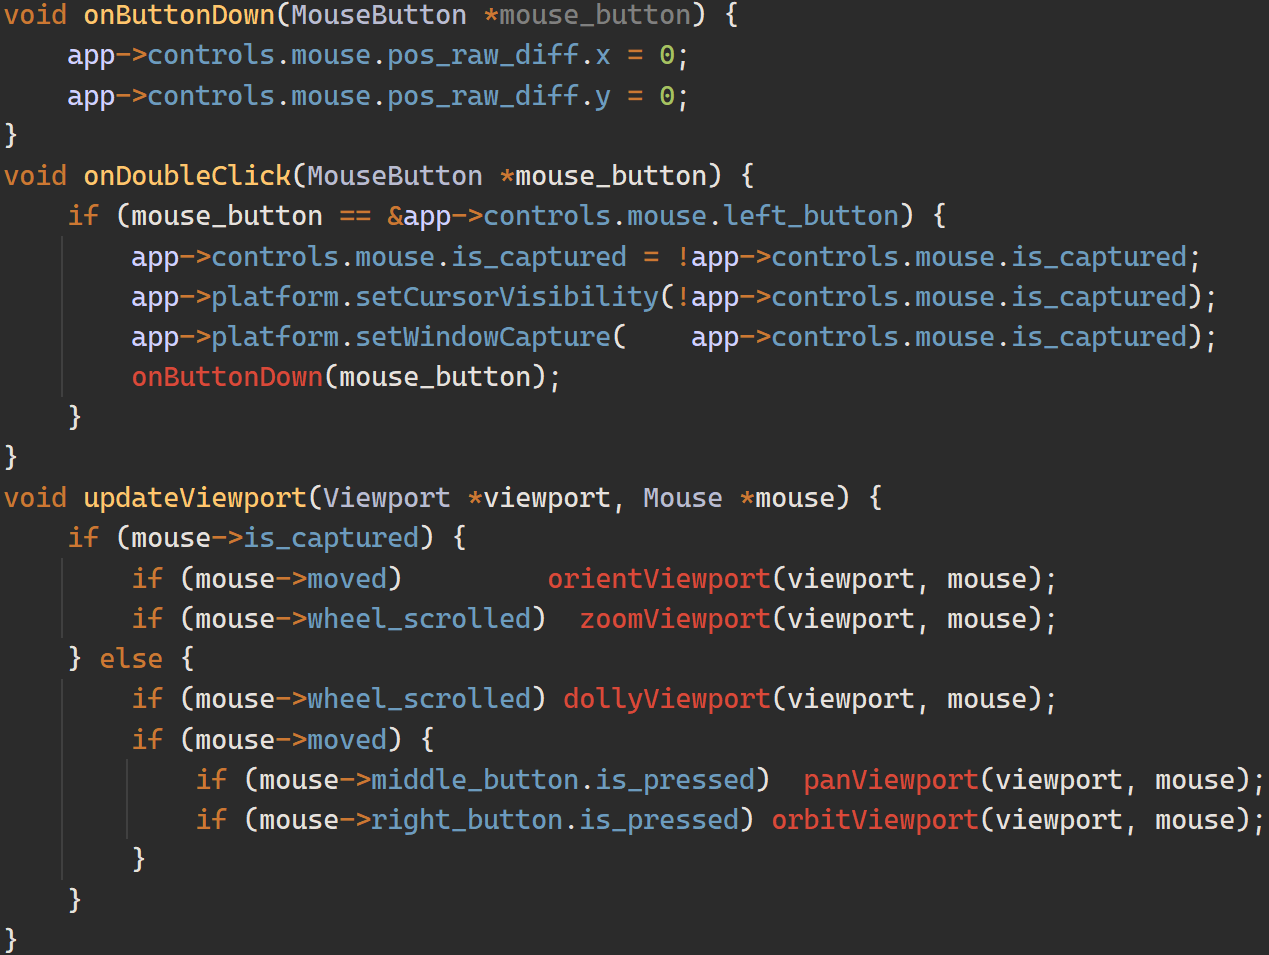 void onButtonDown(MouseButton *mouse_button) {
    app->controls.mouse.pos_raw_diff.x = 0;
    app->controls.mouse.pos_raw_diff.y = 0;
}
void onDoubleClick(MouseButton *mouse_button) {
    if (mouse_button == &app->controls.mouse.left_button) {
        app->controls.mouse.is_captured = !app->controls.mouse.is_captured;
        app->platform.setCursorVisibility(!app->controls.mouse.is_captured);
        app->platform.setWindowCapture(    app->controls.mouse.is_captured);
        onButtonDown(mouse_button);
    }
}
void updateViewport(Viewport *viewport, Mouse *mouse) {
    if (mouse->is_captured) {
        if (mouse->moved)         orientViewport(viewport, mouse);
        if (mouse->wheel_scrolled)  zoomViewport(viewport, mouse);
    } else {
        if (mouse->wheel_scrolled) dollyViewport(viewport, mouse);
        if (mouse->moved) {
            if (mouse->middle_button.is_pressed)  panViewport(viewport, mouse);
            if (mouse->right_button.is_pressed) orbitViewport(viewport, mouse);
        }
    }
}